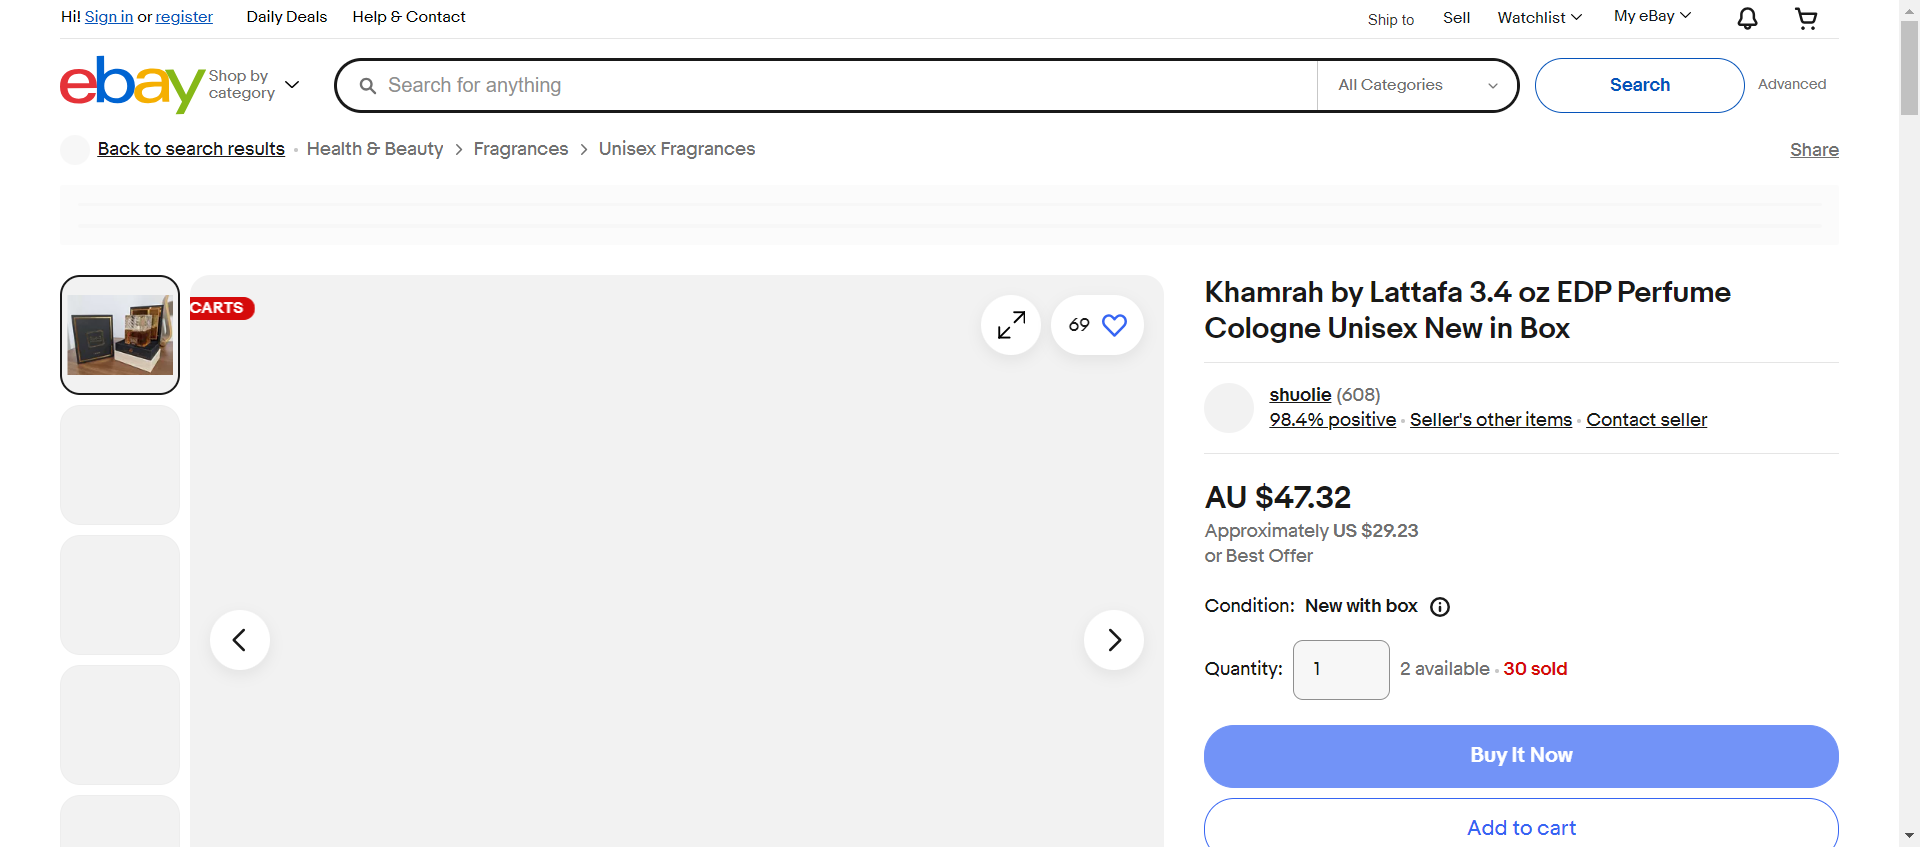 Hi! Sign in or register
Daily Deals
Help & Contact
Ship to
Sell
Watchlist
My eBay
ebay
Shop by
category
Search for anything
All Categories
Search
Advanced
Back to search results
Health & Beauty
Fragrances
Unisex Fragrances
Share
CARTS
69
Khamrah by Lattafa 3.4 oz EDP Perfume
Cologne Unisex New in Box
shuolie (608)
98.4% positive · Seller's other items · Contact seller
AU $47.32
Approximately US $29.23
or Best Offer
Condition: New with box
Quantity: 1 2 available · 30 sold
Buy It Now
Add to cart